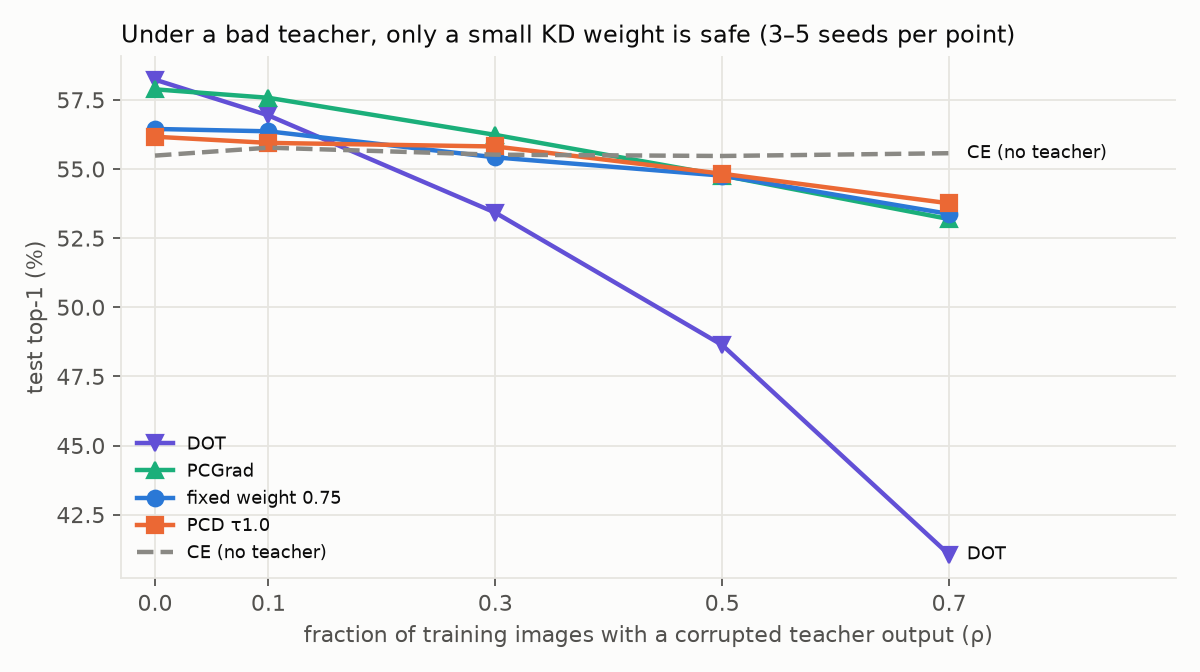 Under a bad teacher, only a small KD weight is safe (3–5 seeds per point)
test top-1 (%)
57.5
55.0
52.5
50.0
47.5
45.0
42.5
CE (no teacher)
DOT
DOT
PCGrad
fixed weight 0.75
PCD τ1.0
CE (no teacher)
0.0 0.1 0.3 0.5 0.7
fraction of training images with a corrupted teacher output (ρ)